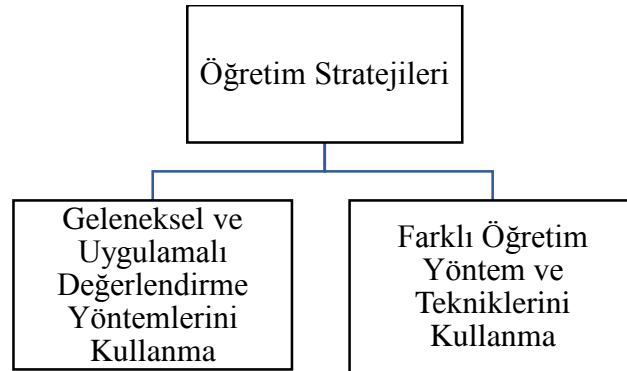 Öğretim Stratejileri
Geleneksel ve
Uygulamalı
Değerlendirme
Yöntemlerini
Kullanma
Farklı Öğretim
Yöntem ve
Tekniklerini
Kullanma